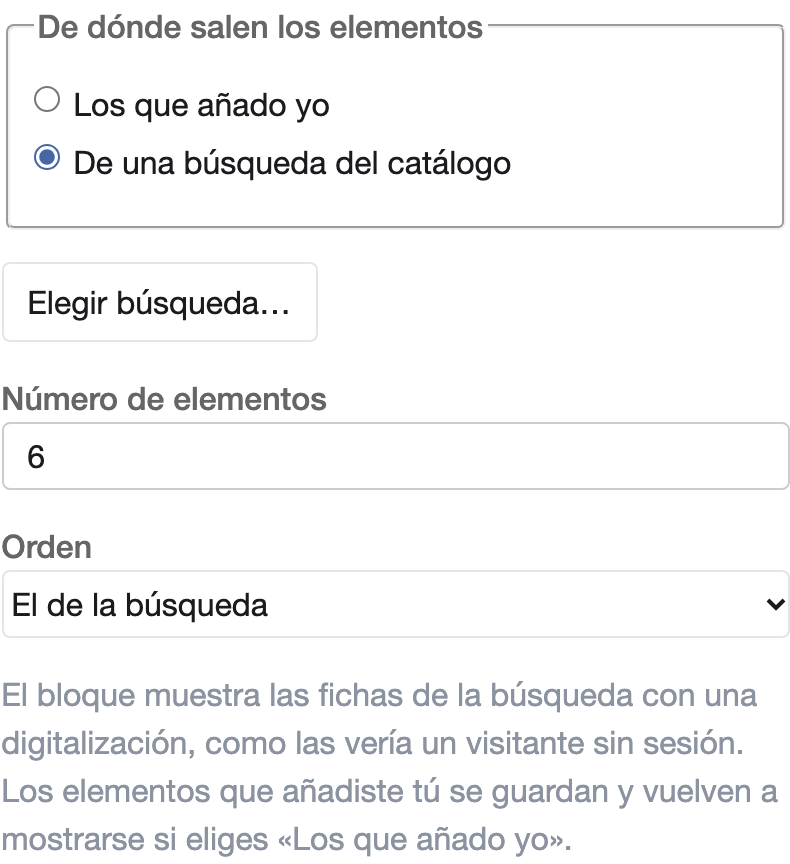 De dónde salen los elementos
Los que añado yo
De una búsqueda del catálogo
Elegir búsqueda...
Número de elementos
6
Orden
El de la búsqueda
El bloque muestra las fichas de la búsqueda con una
digitalización, como las vería un visitante sin sesión.
Los elementos que añadiste tú se guardan y vuelven a
mostrarse si eliges «Los que añado yo».